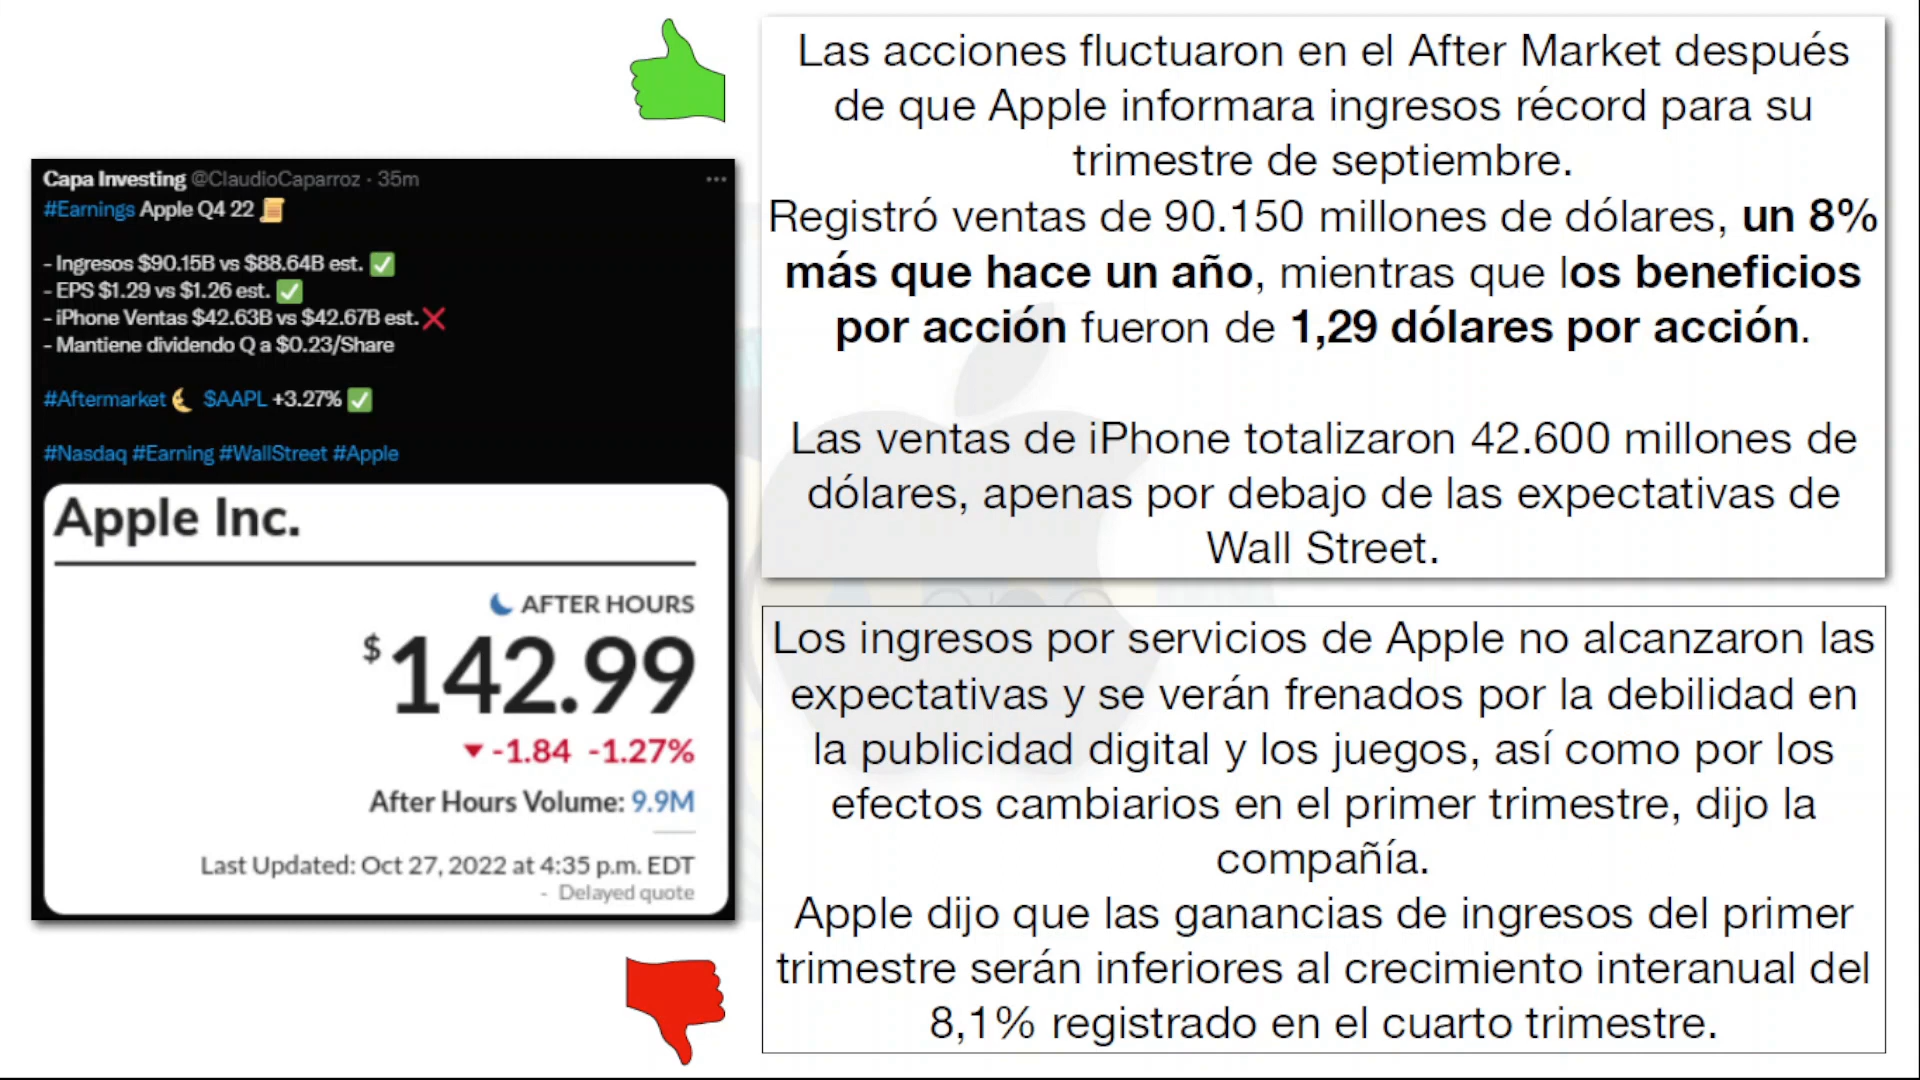 Capa Investing @ClaudioCaparroz · 35m
#Earnings Apple Q4 22
- Ingresos $90.15B vs $88.64B est.
- EPS $1.29 vs $1.26 est.
- iPhone Ventas $42.63B vs $42.67B est.
- Mantiene dividendo Q a $0.23/Share
#Aftermarket $AAPL +3.27%
#Nasdaq #Earning #WallStreet #Apple
Apple Inc.
AFTER HOURS
$142.99
-1.84 -1.27%
After Hours Volume: 9.9M
Last Updated: Oct 27, 2022 at 4:35 p.m. EDT
- Delayed quote
Las acciones fluctuaron en el After Market después
de que Apple informara ingresos récord para su
trimestre de septiembre.
Registró ventas de 90.150 millones de dólares, un 8%
más que hace un año, mientras que los beneficios
por acción fueron de 1,29 dólares por acción.
Las ventas de iPhone totalizaron 42.600 millones de
dólares, apenas por debajo de las expectativas de
Wall Street.
Los ingresos por servicios de Apple no alcanzaron las
expectativas y se verán frenados por la debilidad en
la publicidad digital y los juegos, así como por los
efectos cambiarios en el primer trimestre, dijo la
compañía.
Apple dijo que las ganancias de ingresos del primer
trimestre serán inferiores al crecimiento interanual del
8,1% registrado en el cuarto trimestre.